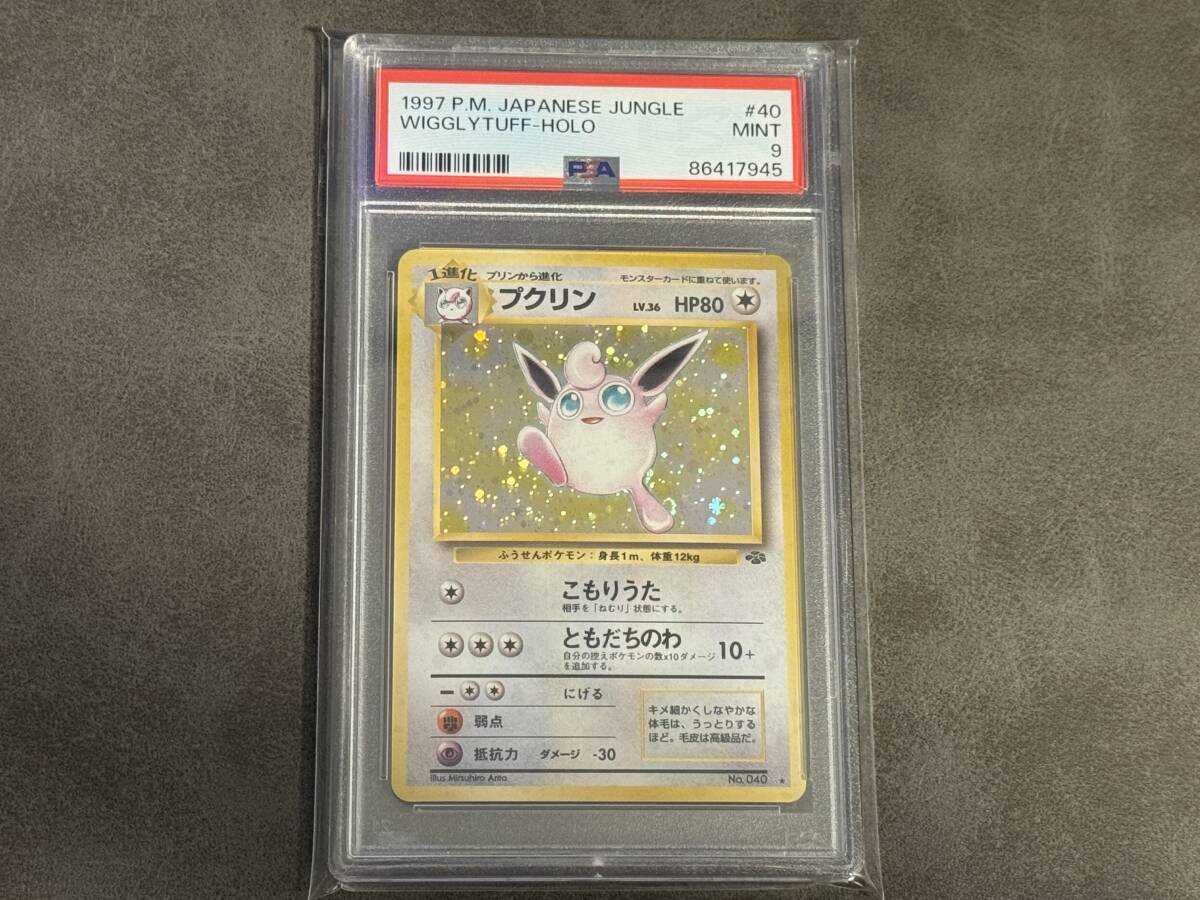 1997 P.M. JAPANESE JUNGLE #40
WIGGLYTUFF-HOLO MINT
9
PSA 86417945
1進化 プリンから進化 モンスターカードに重ねて使います。
プクリン LV.36 HP80
ふうせんポケモン:身長1m、体重12kg
こもりうた
相手を「ねむり」状態にする。
ともだちのわ 10+
自分の控えポケモンの数x10ダメージ
を追加する。
にげる
弱点
抵抗力 ダメージ -30
キメ細かくしなやかな
体毛は、うっとりする
ほど。毛皮は高級品だ。
Illus Mitsuhiro Arita No. 040